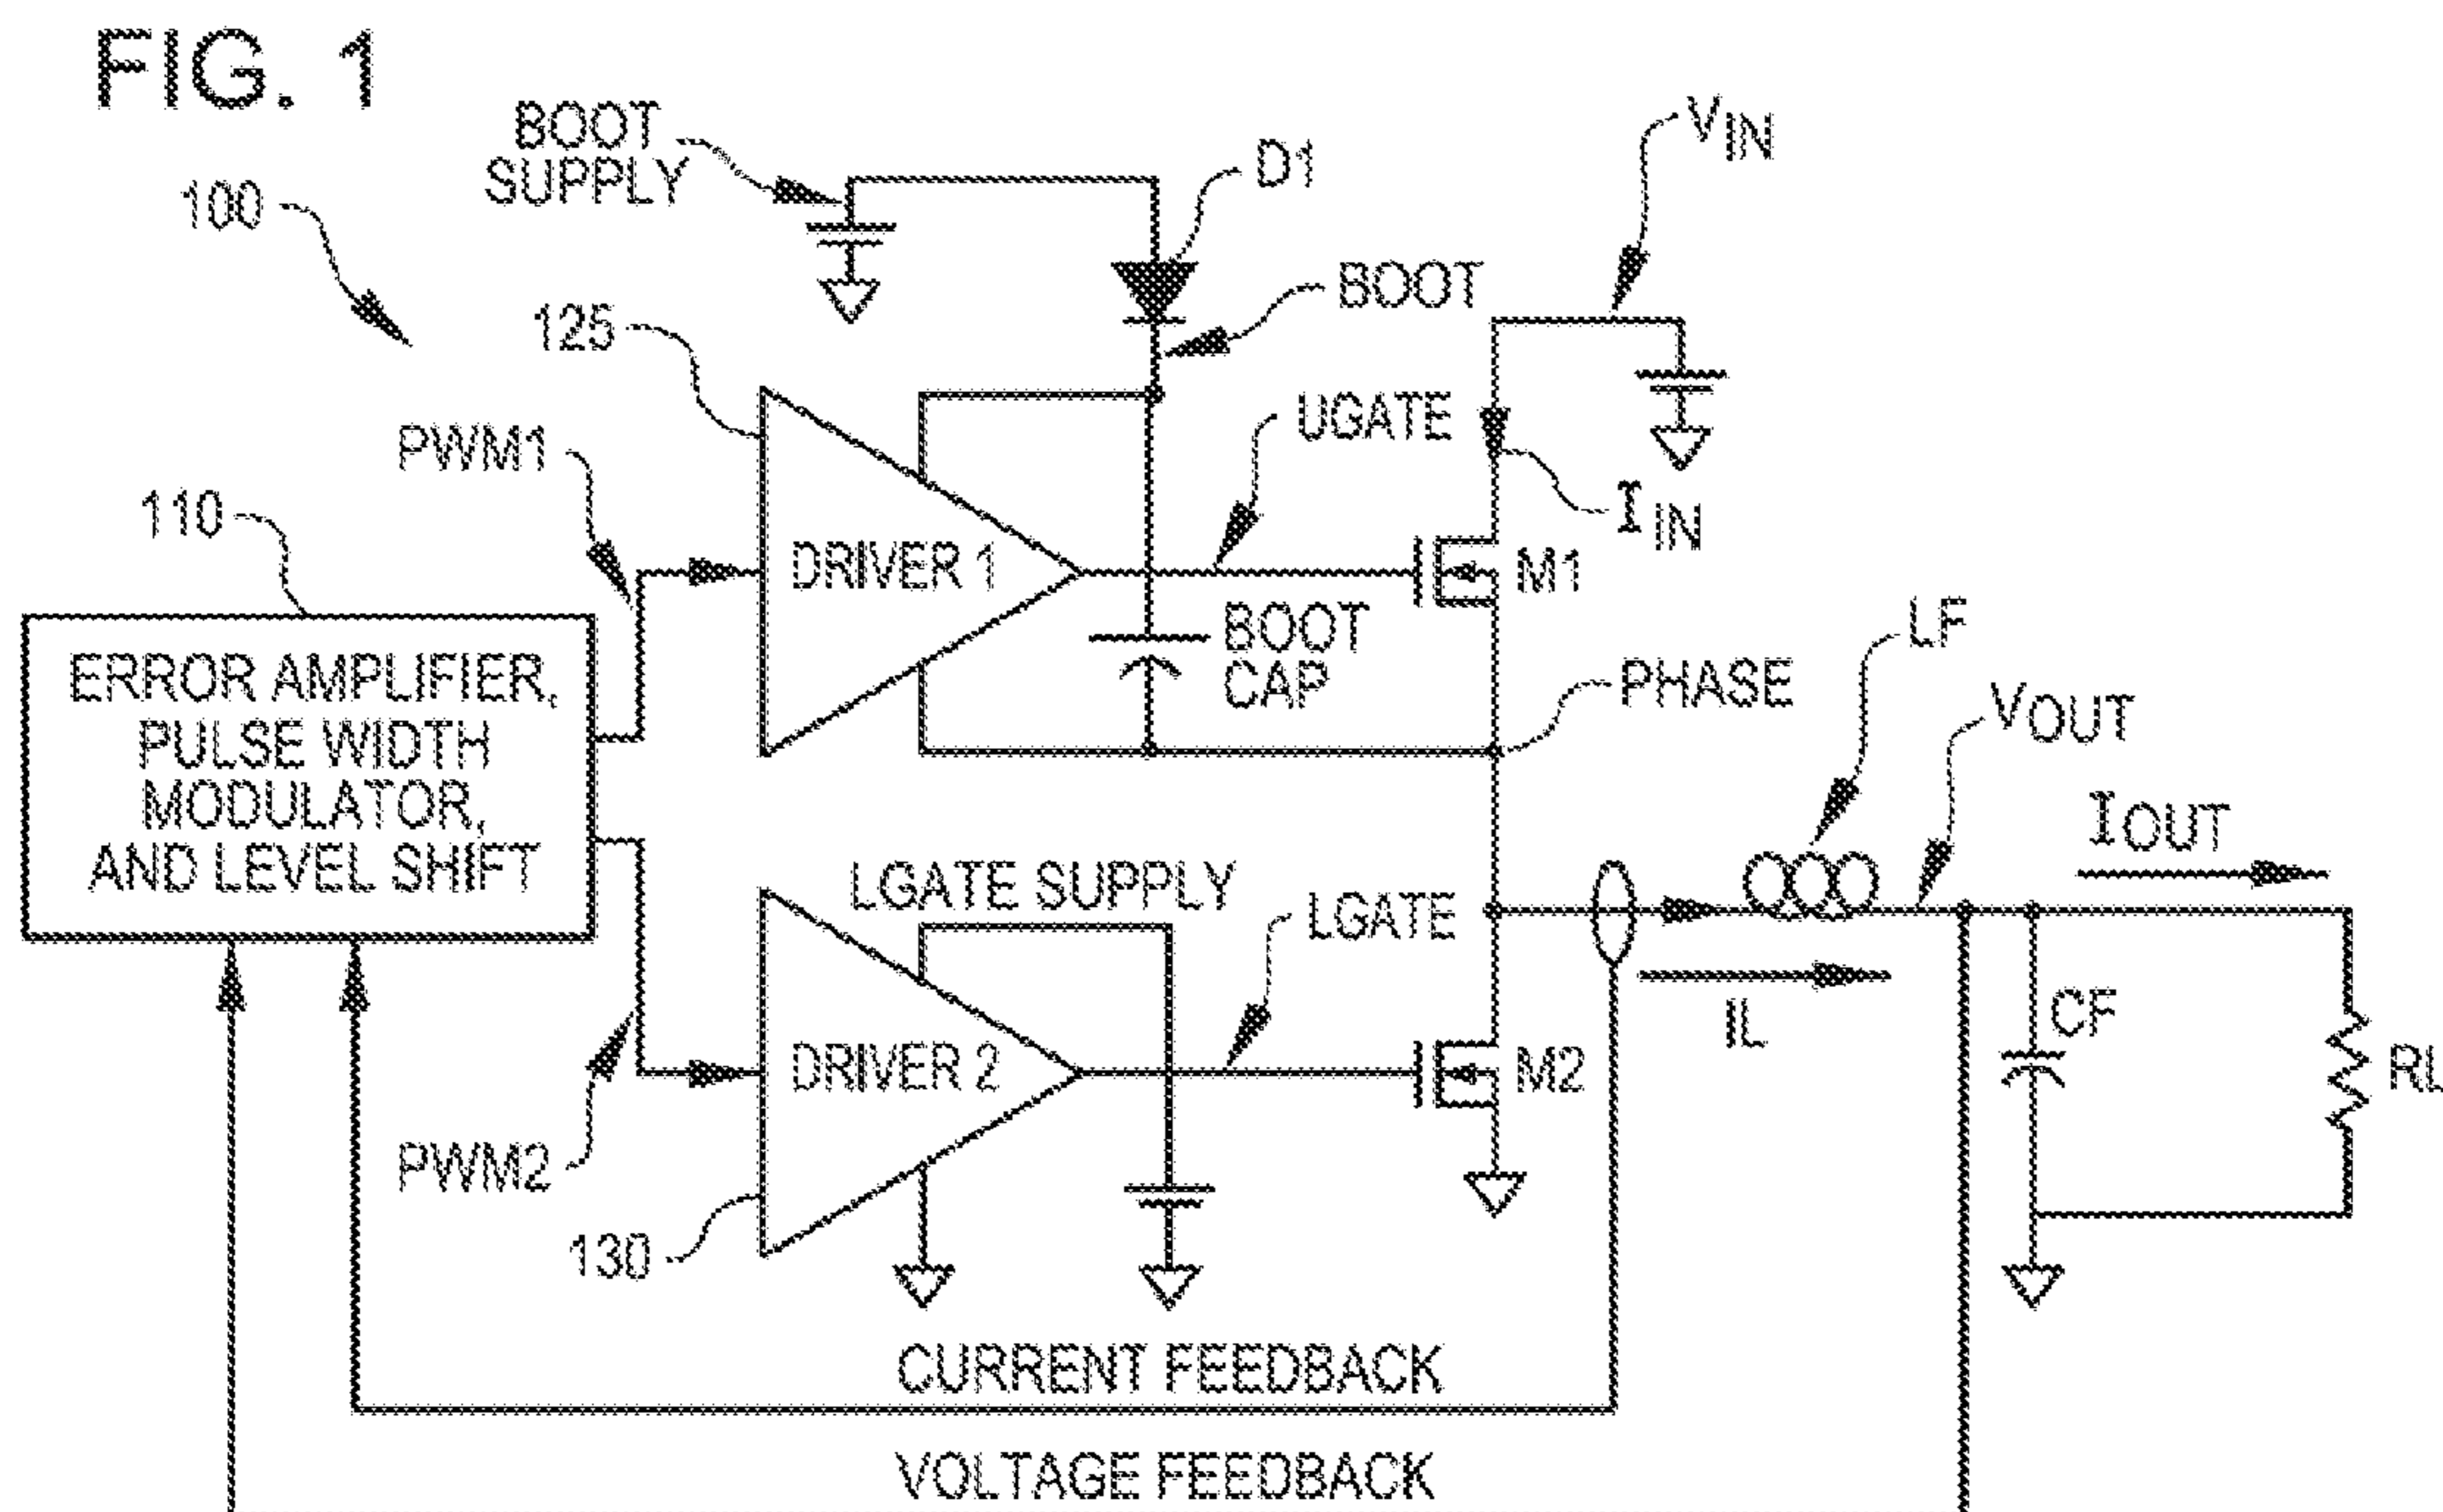 FIG. 1
BOOT
SUPPLY
VIN
D1
100
BOOT
125
UGATE
PWM1
IIN
110
DRIVER 1
M1
BOOT
CAP
LF
ERROR AMPLIFIER,
PULSE WIDTH
MODULATOR,
AND LEVEL SHIFT
PHASE
VOUT
IOUT
LGATE SUPPLY
LGATE
IL
CF
DRIVER 2
M2
RL
PWM2
130
CURRENT FEEDBACK
VOLTAGE FEEDBACK